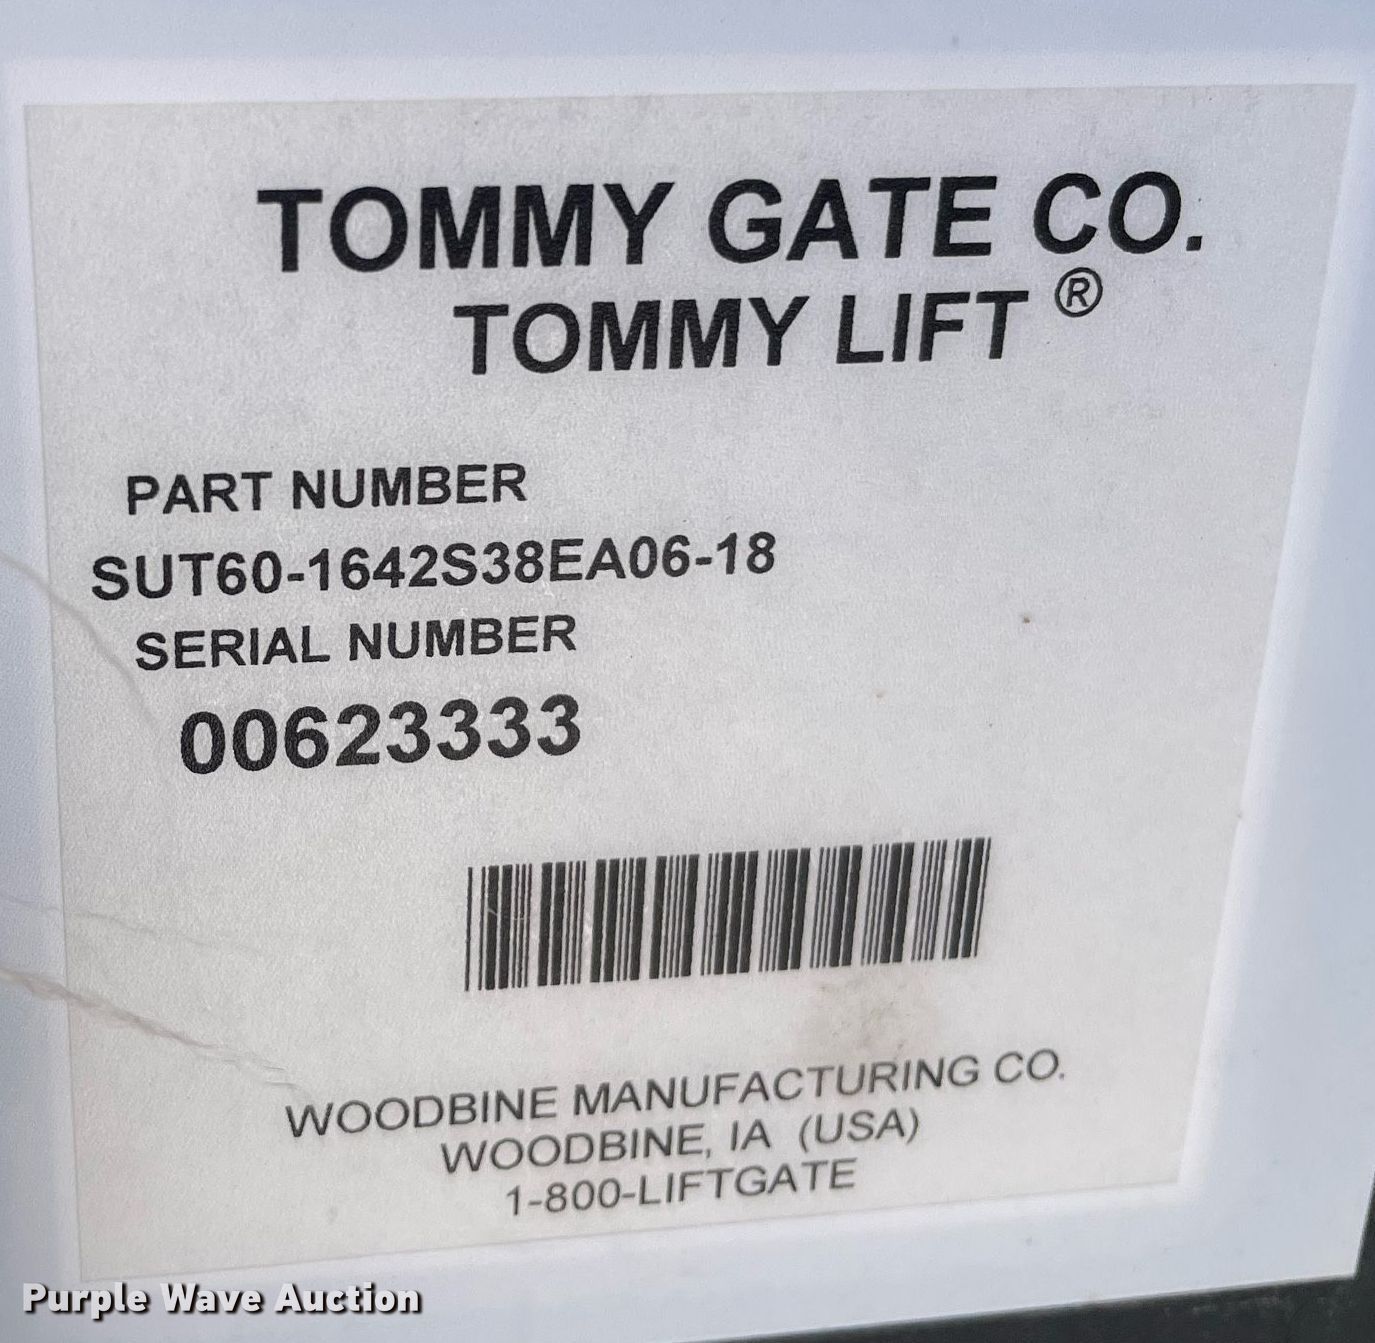 TOMMY GATE CO.
TOMMY LIFT ®
PART NUMBER
SUT60-1642S38EA06-18
SERIAL NUMBER
00623333
WOODBINE MANUFACTURING CO.
WOODBINE, IA (USA)
1-800-LIFTGATE
Purple Wave Auction